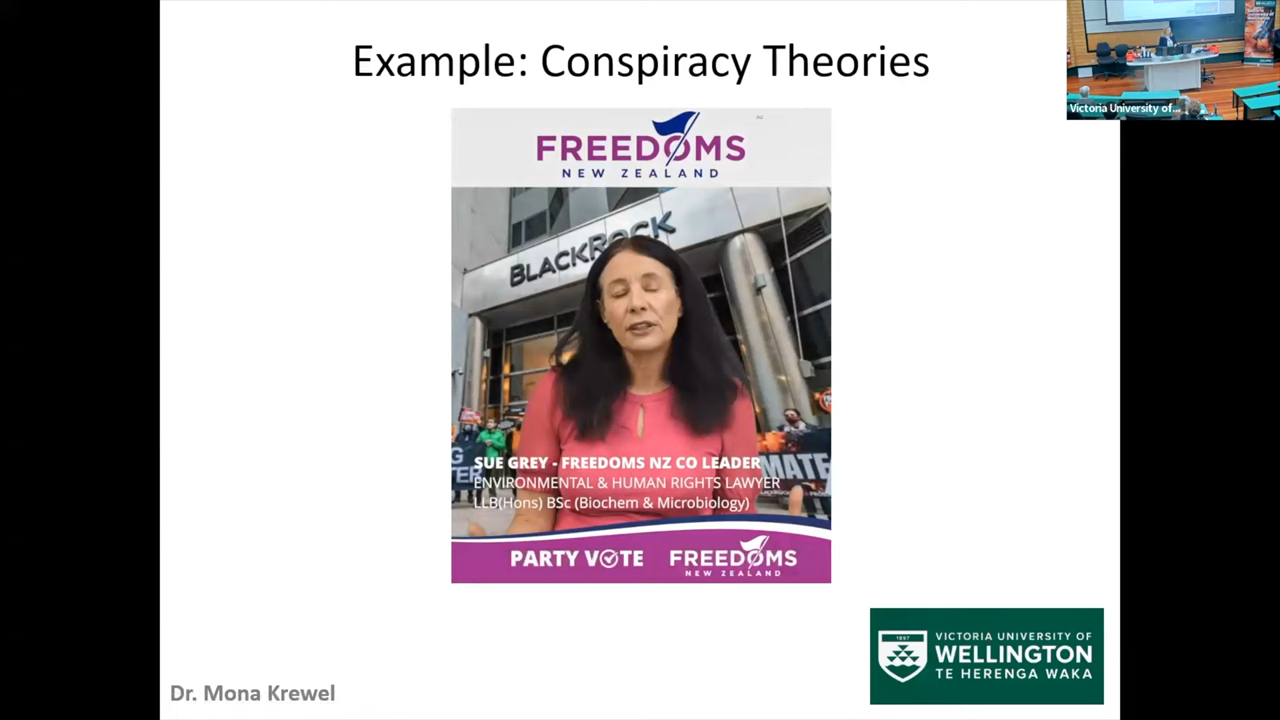 Example: Conspiracy Theories
Victoria University of...
FREEDOMS
NEW ZEALAND
BLACKROCK
SUE GREY - FREEDOMS NZ CO LEADER
ENVIRONMENTAL & HUMAN RIGHTS LAWYER
LLB(Hons) BSc (Biochem & Microbiology)
MATE
PARTY VOTE
FREEDOMS
NEW ZEALAND
1897
VICTORIA UNIVERSITY OF
WELLINGTON
TE HERENGA WAKA
Dr. Mona Krewel